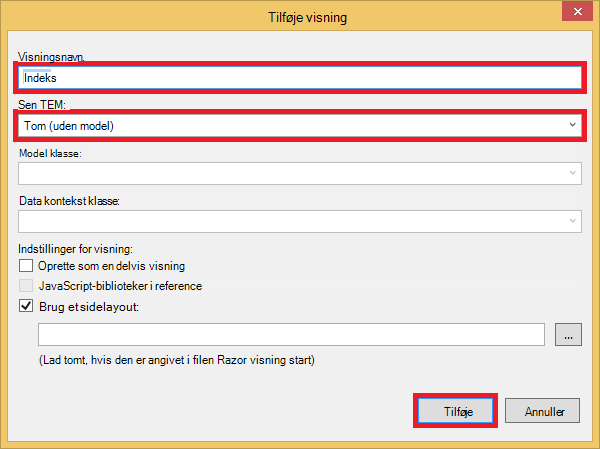 Tilføje visning
Visningsnavn.
Indeks
Sen TEM:
Tom (uden model)
Model klasse:
Data kontekst klasse:
Indstillinger for visning:
Oprette som en delvis visning
JavaScript-biblioteker i reference
Brug et sidelayout:
...
(Lad tomt, hvis den er angivet i filen Razor visning start)
Tilføje
Annuller